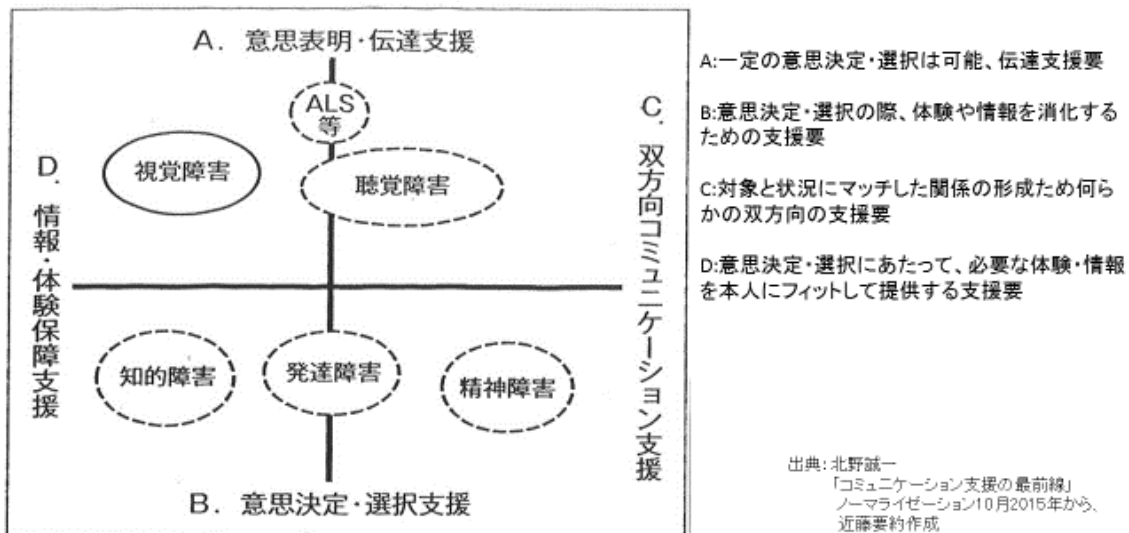 A. 意思表明・伝達支援
ALS
等
視覚障害
聴覚障害
D. 情報・体験保障支援
C. 双方向コミュニケーション支援
知的障害
発達障害
精神障害
B. 意思決定・選択支援
A:一定の意思決定・選択は可能、伝達支援要
B:意思決定・選択の際、体験や情報を消化する
ための支援要
C:対象と状況にマッチした関係の形成ため何ら
かの双方向の支援要
D:意思決定・選択にあたって、必要な体験・情報
を本人にフィットして提供する支援要
出典:北野誠一
「コミュニケーション支援の最前線」
ノーマライゼーション10月2015年から、
近藤要約作成